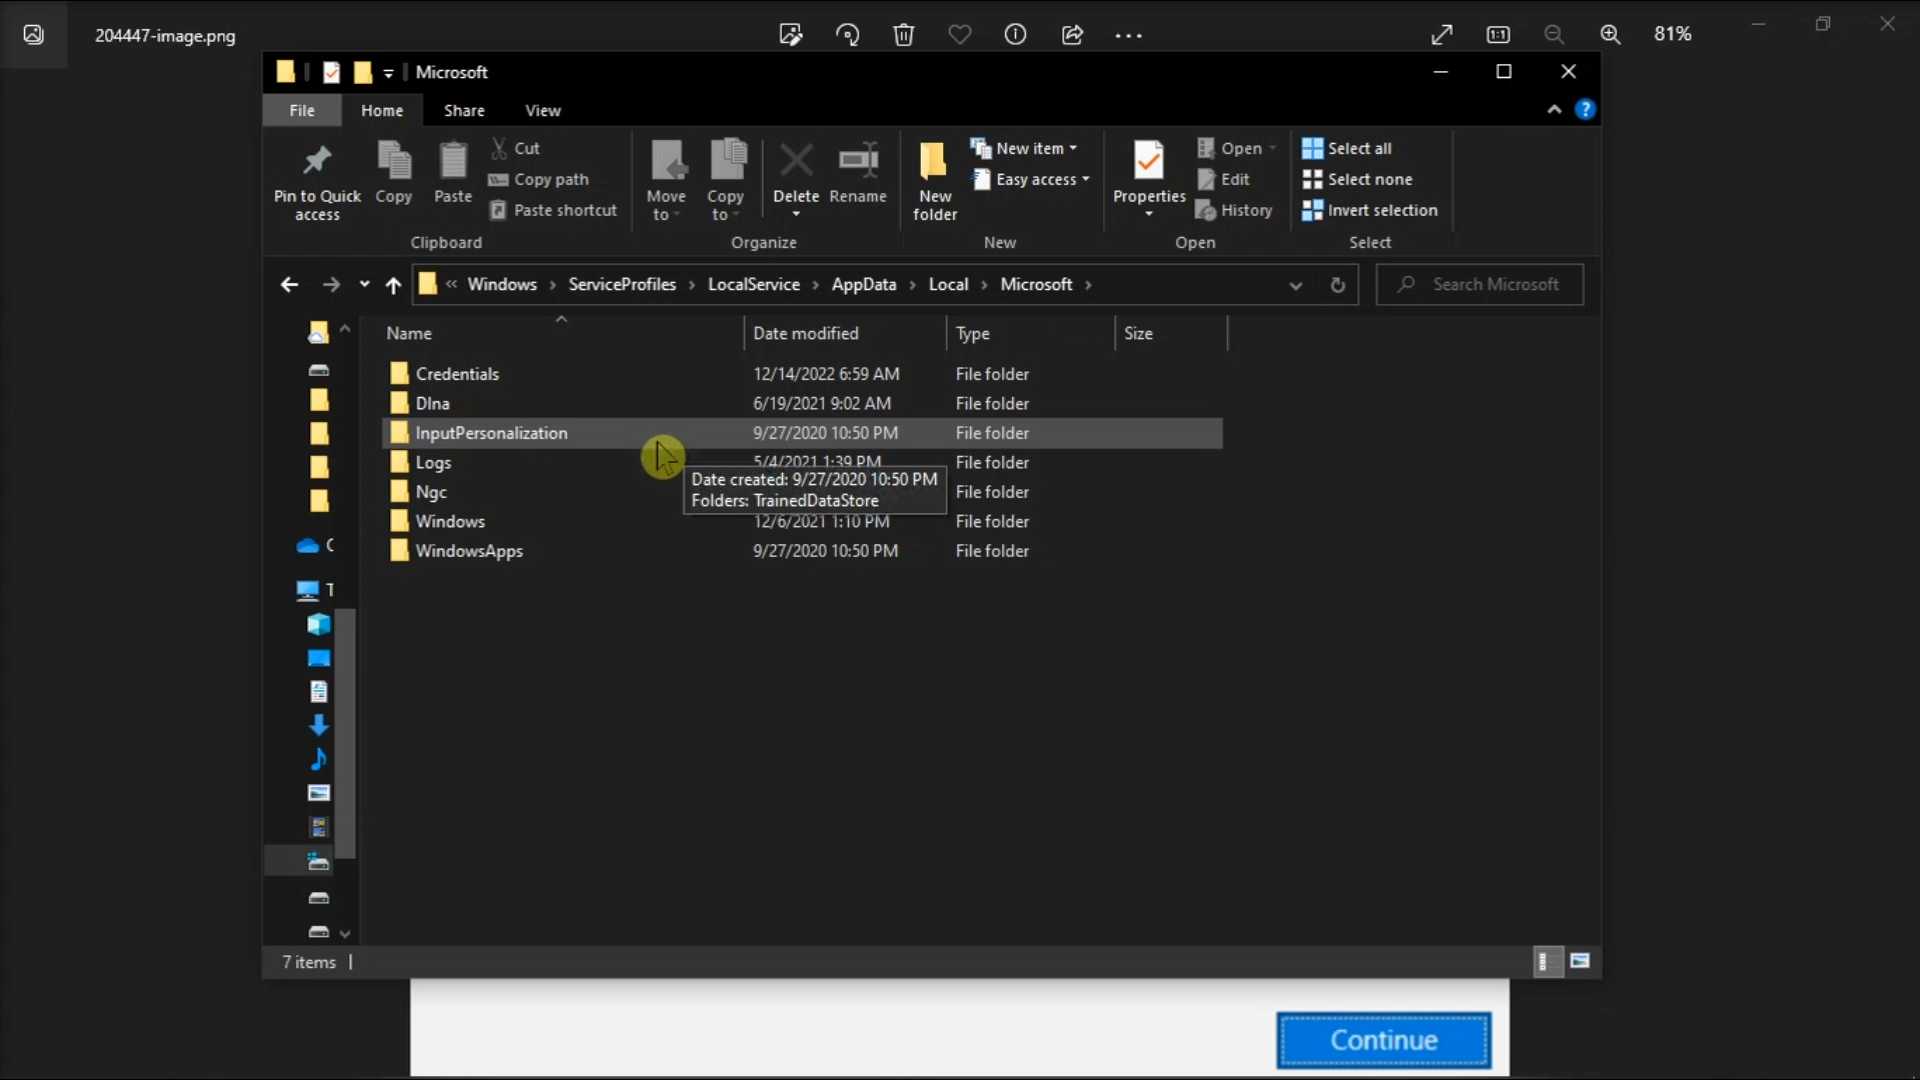 204447-image.png
81%
Microsoft
File Home Share View
Pin to Quick access
Copy
Paste
Cut
Copy path
Paste shortcut
Clipboard
Move to
Copy to
Delete
Rename
Organize
New folder
New item
Easy access
New
Properties
Open
Edit
History
Open
Select all
Select none
Invert selection
Select
« Windows › ServiceProfiles › LocalService › AppData › Local › Microsoft ›
Search Microsoft
Name Date modified Type Size
Credentials 12/14/2022 6:59 AM File folder
Dlna 6/19/2021 9:02 AM File folder
InputPersonalization 9/27/2020 10:50 PM File folder
Logs 5/4/2021 1:39 PM File folder
Date created: 9/27/2020 10:50 PM
Folders: TrainedDataStore
Ngc File folder
Windows 12/6/2021 1:10 PM File folder
WindowsApps 9/27/2020 10:50 PM File folder
7 items
Continue